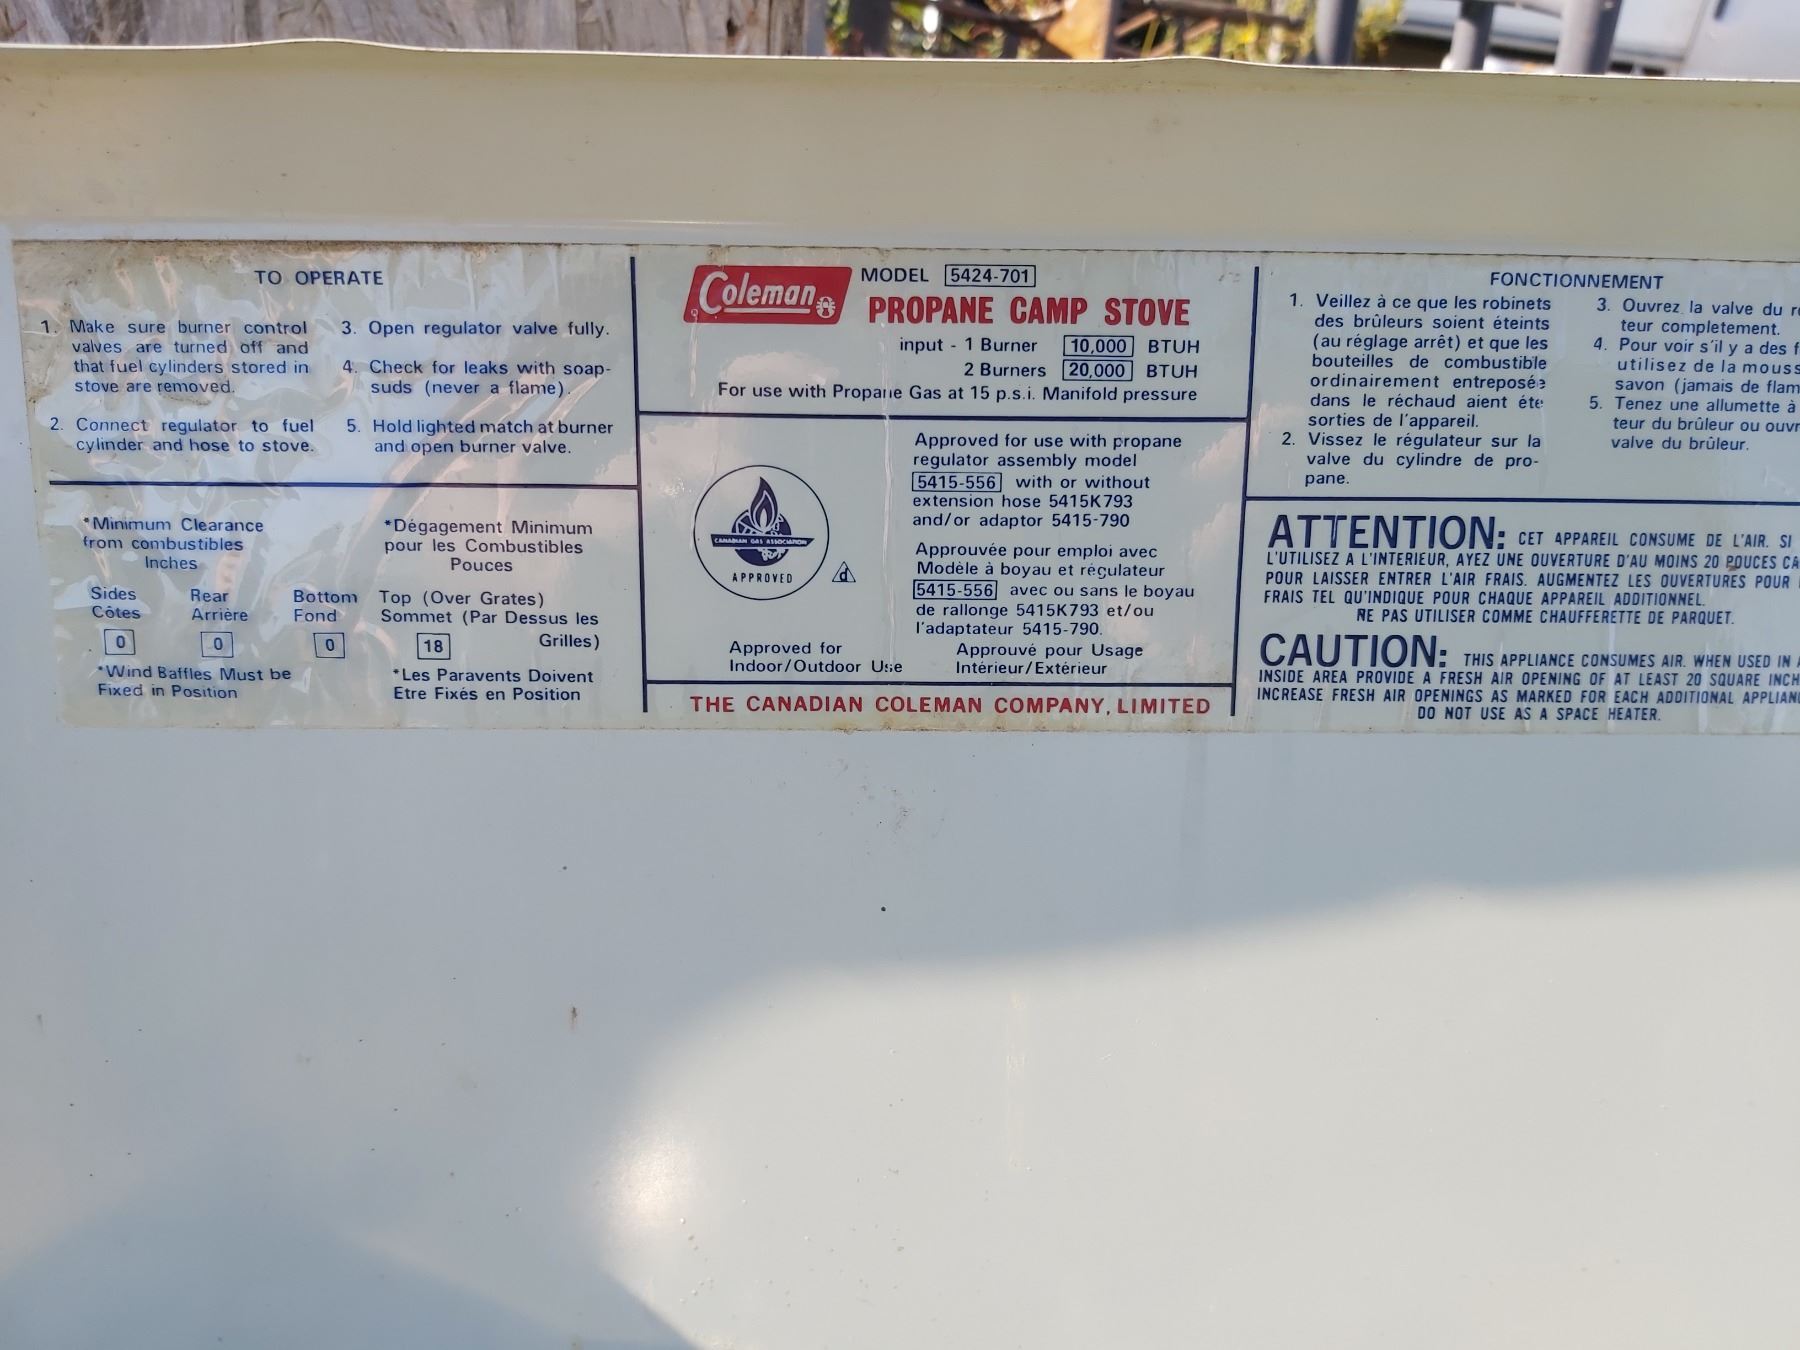 TO OPERATE
1. Make sure burner control
valves are turned off and
that fuel cylinders stored in
stove are removed.
2. Connect regulator to fuel
cylinder and hose to stove.
3. Open regulator valve fully.
4. Check for leaks with soap-
suds (never a flame).
5. Hold lighted match at burner
and open burner valve.
*Minimum Clearance
from combustibles
Inches
*Dégagement Minimum
pour les Combustibles
Pouces
Sides
Côtes
0
Rear
Arrière
0
Bottom
Fond
0
Top (Over Grates)
Sommet (Par Dessus les
Grilles)
18
*Wind Baffles Must be
Fixed in Position
*Les Paravents Doivent
Etre Fixés en Position
Coleman
MODEL 5424-701
PROPANE CAMP STOVE
input - 1 Burner 10,000 BTUH
2 Burners 20,000 BTUH
For use with Propane Gas at 15 p.s.i. Manifold pressure
CANADIAN GAS ASSOCIATION
APPROVED
d
Approved for use with propane
regulator assembly model
5415-556 with or without
extension hose 5415K793
and/or adaptor 5415-790
Approuvée pour emploi avec
Modèle à boyau et régulateur
5415-556 avec ou sans le boyau
de rallonge 5415K793 et/ou
l'adaptateur 5415-790.
Approved for
Indoor/Outdoor Use
Approuvé pour Usage
Intérieur/Extérieur
THE CANADIAN COLEMAN COMPANY, LIMITED
FONCTIONNEMENT
1. Veillez à ce que les robinets
des brûleurs soient éteints
(au réglage arrêt) et que les
bouteilles de combustible
ordinairement entreposée
dans le réchaud aient éte
sorties de l'appareil.
2. Vissez le régulateur sur la
valve du cylindre de pro-
pane.
3. Ouvrez la valve du
teur completement.
4. Pour voir s'il y a des
utilisez de la mouss
savon (jamais de flam
5. Tenez une allumette à
teur du brûleur ou ouvr
valve du brûleur.
ATTENTION: CET APPAREIL CONSUME DE L'AIR. SI
L'UTILISEZ A L'INTERIEUR, AYEZ UNE OUVERTURE D'AU MOINS 20 POUCES CA
POUR LAISSER ENTRER L'AIR FRAIS. AUGMENTEZ LES OUVERTURES POUR
FRAIS TEL QU'INDIQUE POUR CHAQUE APPAREIL ADDITIONNEL.
NE PAS UTILISER COMME CHAUFFERETTE DE PARQUET.
CAUTION: THIS APPLIANCE CONSUMES AIR. WHEN USED IN
INSIDE AREA PROVIDE A FRESH AIR OPENING OF AT LEAST 20 SQUARE INCH
INCREASE FRESH AIR OPENINGS AS MARKED FOR EACH ADDITIONAL APPLIAN
DO NOT USE AS A SPACE HEATER.